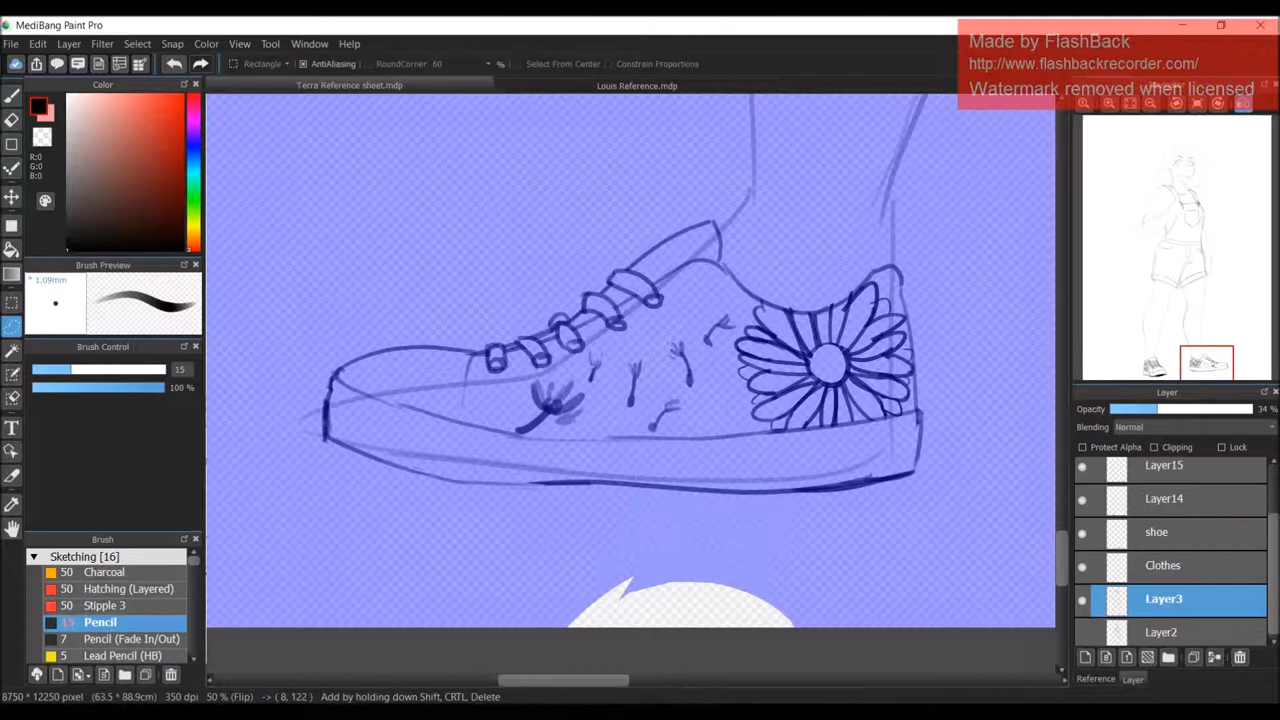 MediBang Paint Pro
Made by FlashBack
http://www.flashbackrecorder.com/
Watermark removed when licensed
File Edit Layer Filter Select Snap Color View Tool Window Help
Rectangle AntiAliasing RoundCorner 60 % Select From Center Constrain Proportions
Color
Terra Reference sheet.mdp
Louis Reference.mdp
R:0
G:0
B:0
Brush Preview
* 1.09mm
Brush Control
15
100 %
Brush
Sketching [16]
50 Charcoal
50 Hatching (Layered)
50 Stipple 3
15 Pencil
7 Pencil (Fade In/Out)
5 Lead Pencil (HB)
Layer
Opacity 34 %
Blending Normal
Protect Alpha Clipping Lock
Layer15
Layer14
shoe
Clothes
Layer3
Layer2
Reference Layer
8750 * 12250 pixel (63.5 * 88.9cm) 350 dpi 50 % (Flip) -> ( 8, 122 ) Add by holding down Shift, CRTL, Delete